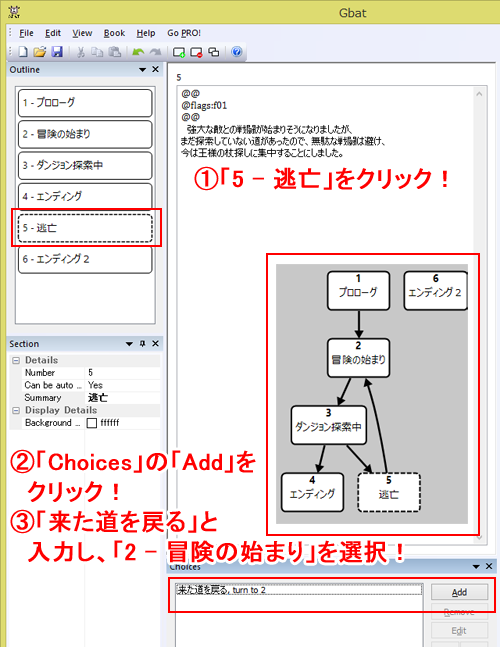 Gbat
File Edit View Book Help Go PRO!
Outline
1 - プロローグ
2 - 冒険の始まり
3 - ダンジョン探索中
4 - エンディング
5 - 逃亡
6 - エンディング２
5
@@
@flags:f01
@@
強大な敵との戦闘が始まりそうになりましたが、
まだ探索していない道があったので、無駄な戦闘は避け、
今は王様の杖探しに集中することにしました。
①「5 - 逃亡」をクリック！
1
プロローグ
6
エンディング２
2
冒険の始まり
3
ダンジョン探索中
4
エンディング
5
逃亡
Section
Details
Number 5
Can be auto ... Yes
Summary 逃亡
Display Details
Background ... ffffff
②「Choices」の「Add」を
クリック！
③「来た道を戻る」と
入力し、「2 - 冒険の始まり」を選択！
Choices
来た道を戻る, turn to 2
Add
Remove
Edit